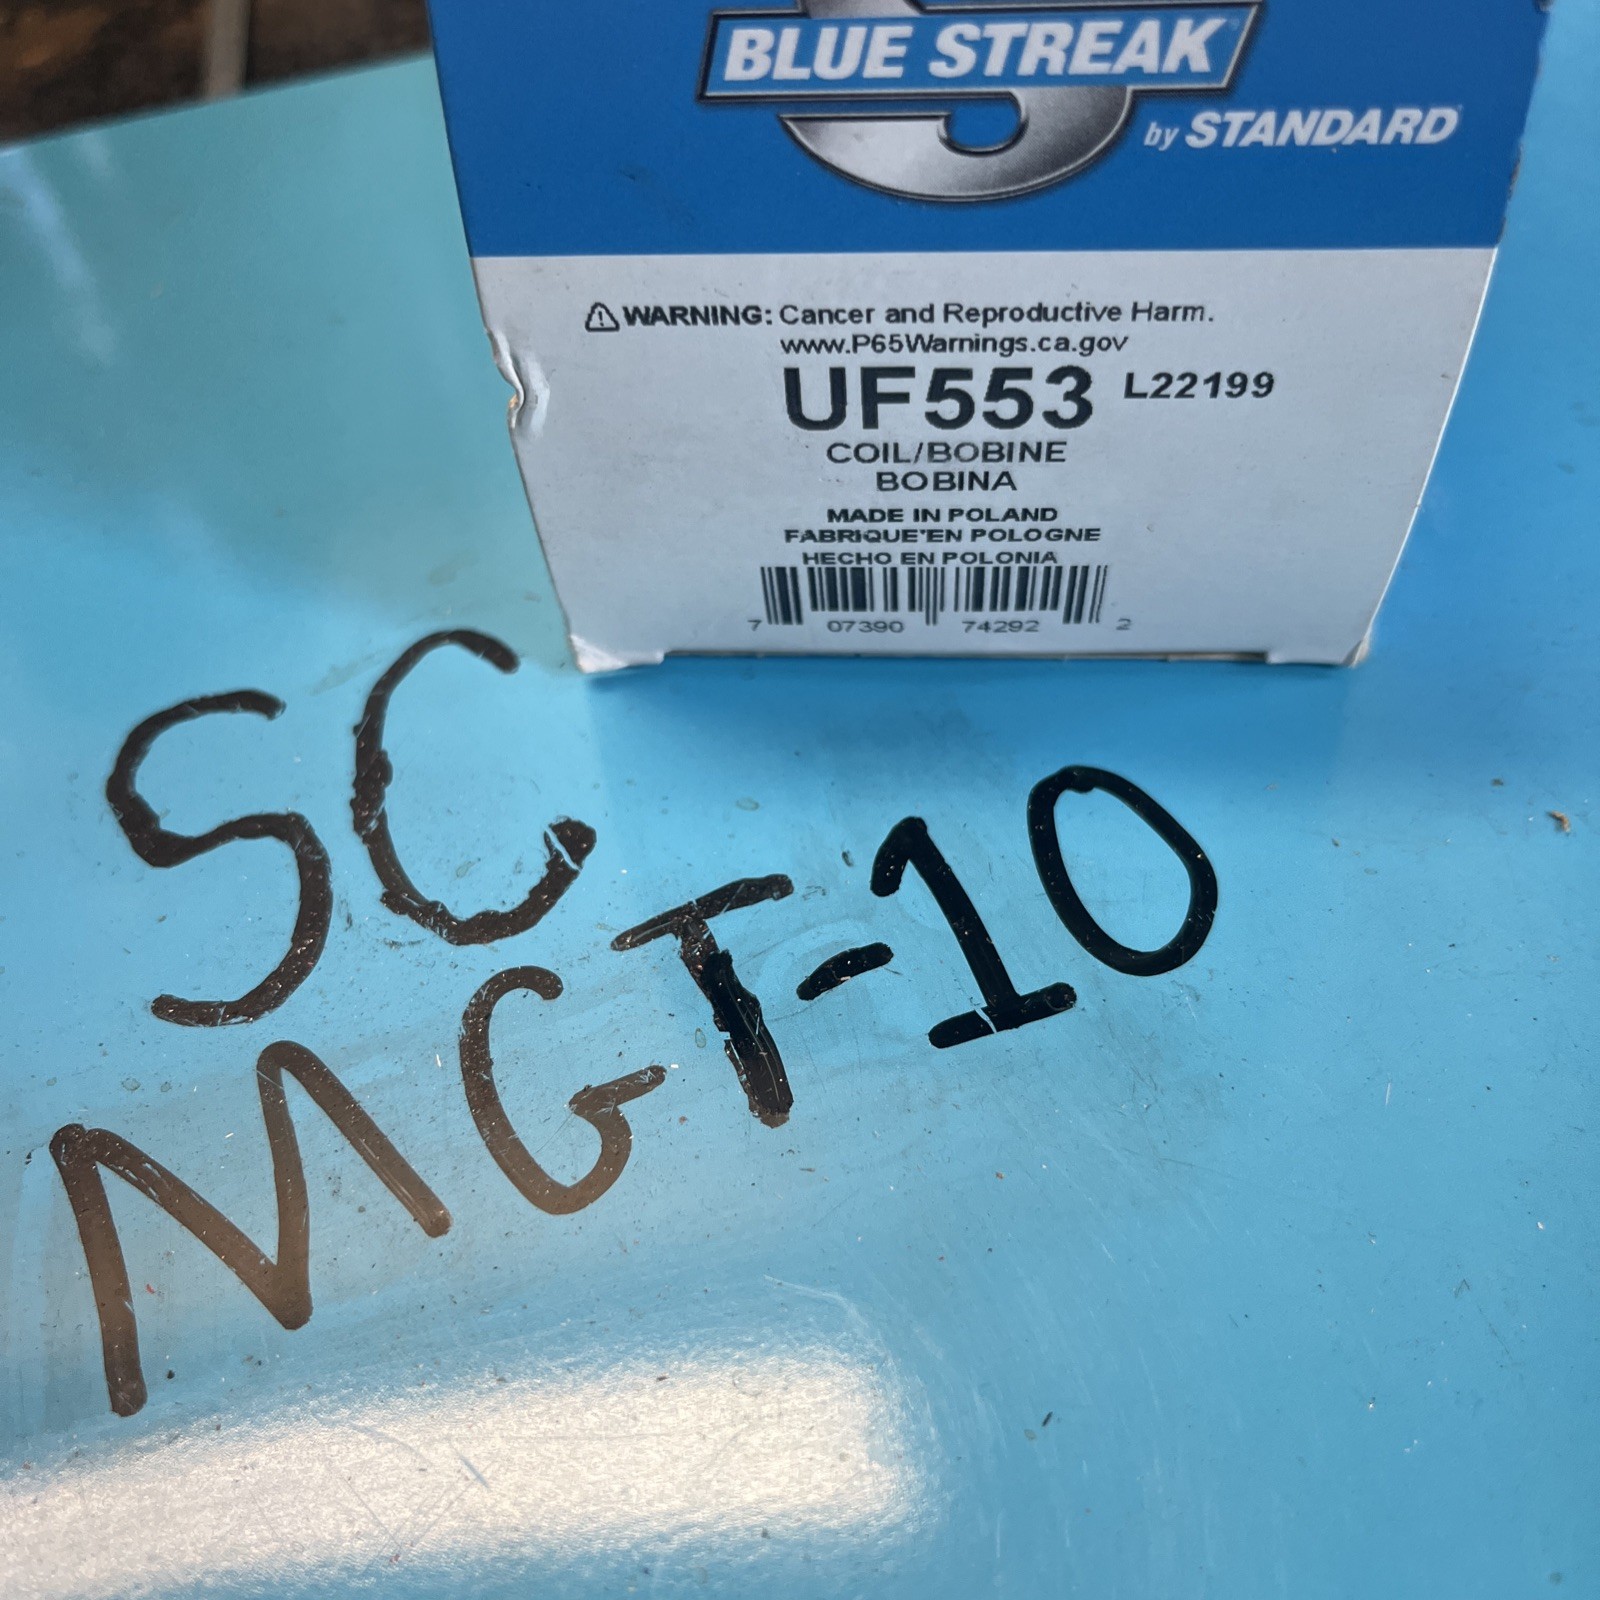 BLUE STREAK
by STANDARD
WARNING: Cancer and Reproductive Harm.
www.P65Warnings.ca.gov
UF553 L22199
COIL/BOBINE
BOBINA
MADE IN POLAND
FABRIQUE'EN POLOGNE
HECHO EN POLONIA
7 07390 74292 2
SC
MGT-10